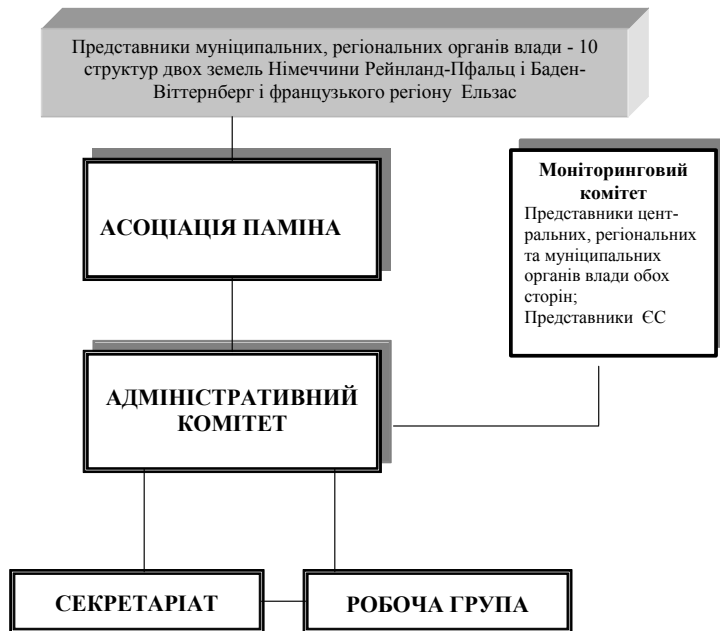 Представники муніципальних, регіональних органів влади - 10
структур двох земель Німеччини Рейнланд-Пфальц і Баден-
Віттернберг і французького регіону Ельзас
Моніторинговий
комітет
Представники цент-
ральних, регіональних
та муніципальних
органів влади обох
сторін;
Представники ЄС
АСОЦІАЦІЯ ПАМІНА
АДМІНІСТРАТИВНИЙ
КОМІТЕТ
СЕКРЕТАРІАТ
РОБОЧА ГРУПА